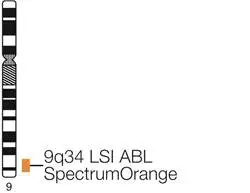 9q34 LSI ABL
SpectrumOrange
9